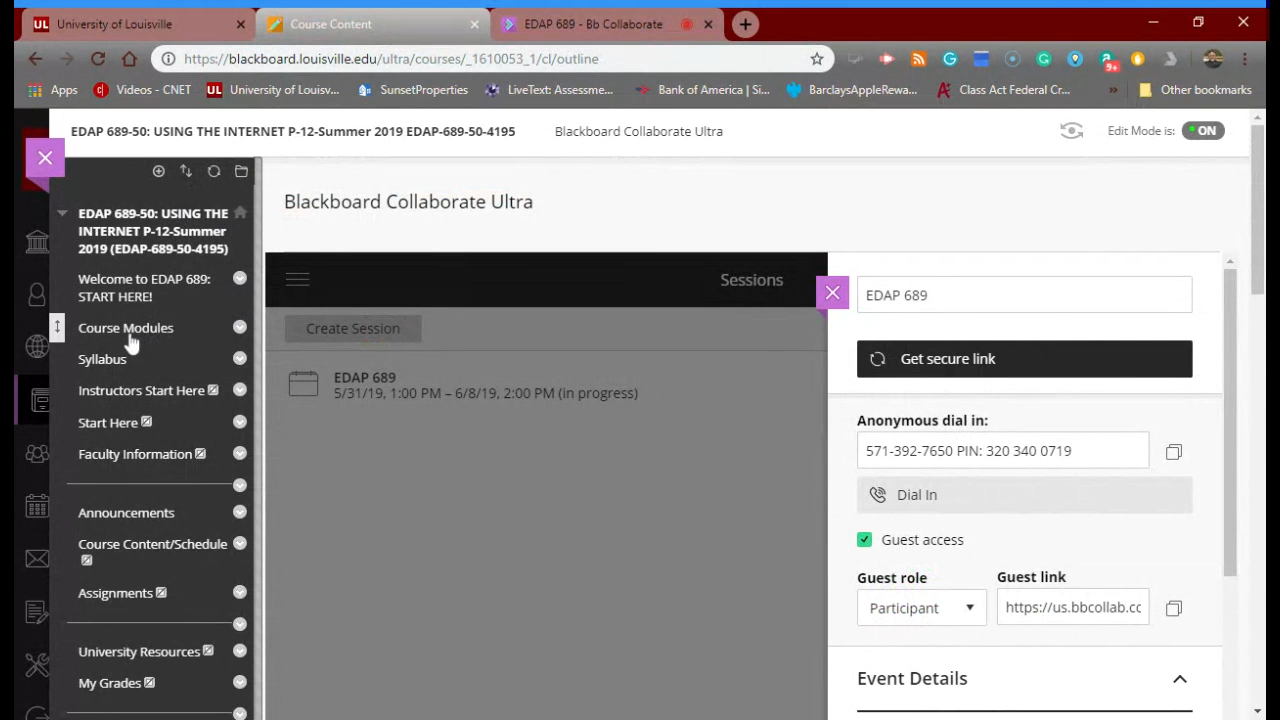 UL University of Louisville
Course Content
EDAP 689 - Bb Collaborate
https://blackboard.louisville.edu/ultra/courses/_1610053_1/cl/outline
9+
Apps
Videos - CNET
UL University of Louisv...
SunsetProperties
LiveText Assessme...
Bank of America | Si...
BarclaysAppleRewa...
Class Act Federal Cr...
»
Other bookmarks
EDAP 689-50: USING THE INTERNET P-12-Summer 2019 EDAP-689-50-4195
Blackboard Collaborate Ultra
Edit Mode is:
ON
EDAP 689-50: USING THE
INTERNET P-12-Summer
2019 (EDAP-689-50-4195)
Welcome to EDAP 689:
START HERE!
Course Modules
Syllabus
Instructors Start Here
Start Here
Faculty Information
Announcements
Course Content/Schedule
Assignments
University Resources
My Grades
Blackboard Collaborate Ultra
Sessions
Create Session
EDAP 689
5/31/19, 1:00 PM – 6/8/19, 2:00 PM (in progress)
EDAP 689
Get secure link
Anonymous dial in:
571-392-7650 PIN: 320 340 0719
Dial In
Guest access
Guest role
Guest link
Participant
https://us.bbcollab.cc
Event Details